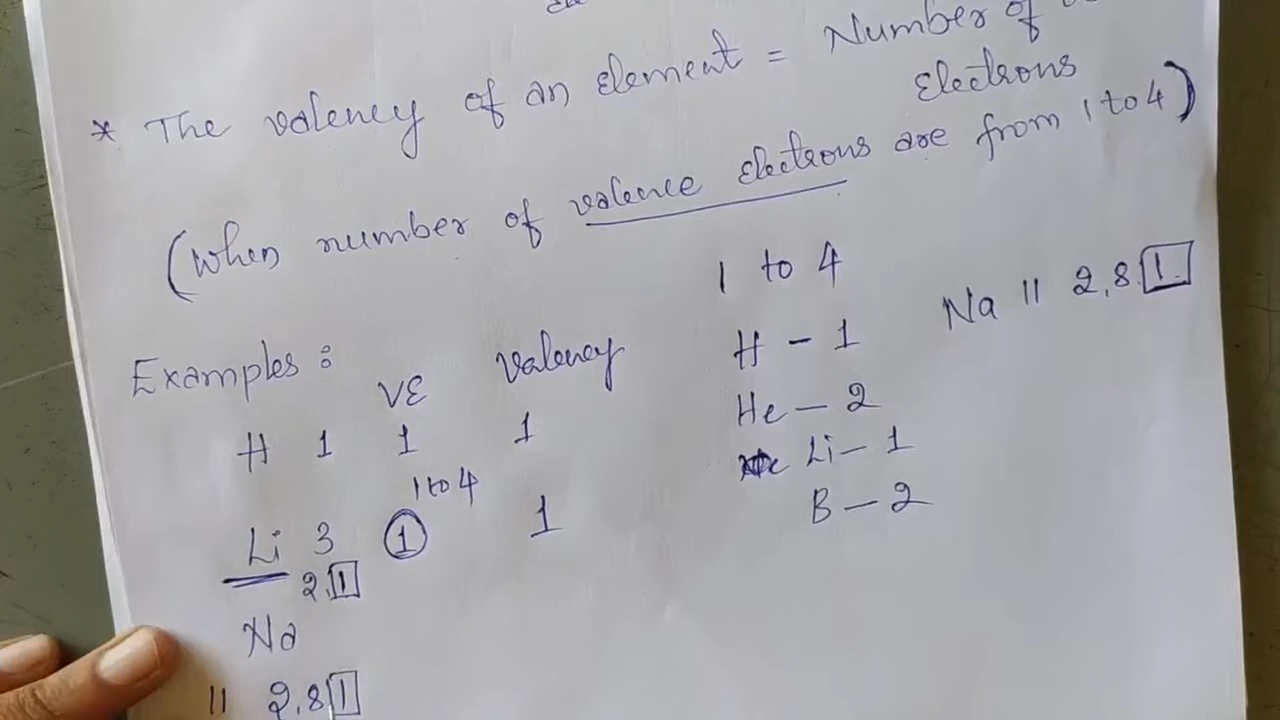 * The valency of an element = Number of
Electrons
(When number of valence electrons are from 1 to 4)
1 to 4
Na 11 2,8,1
Examples :
VE Valency
H 1 1 1
H - 1
He - 2
1 to 4
Li - 1
Li 3 1 1
B - 2
2,1
Na
11 2,8,1